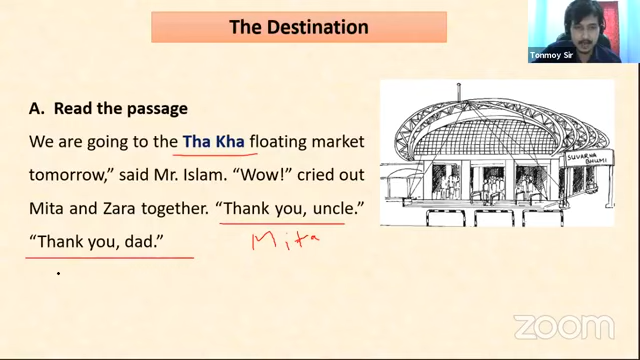 The Destination
Tonmoy Sir
A. Read the passage
We are going to the Tha Kha floating market
tomorrow,” said Mr. Islam. “Wow!” cried out
Mita and Zara together. “Thank you, uncle.”
“Thank you, dad.”
Mita
SUVARNA
BHUMI
zoom